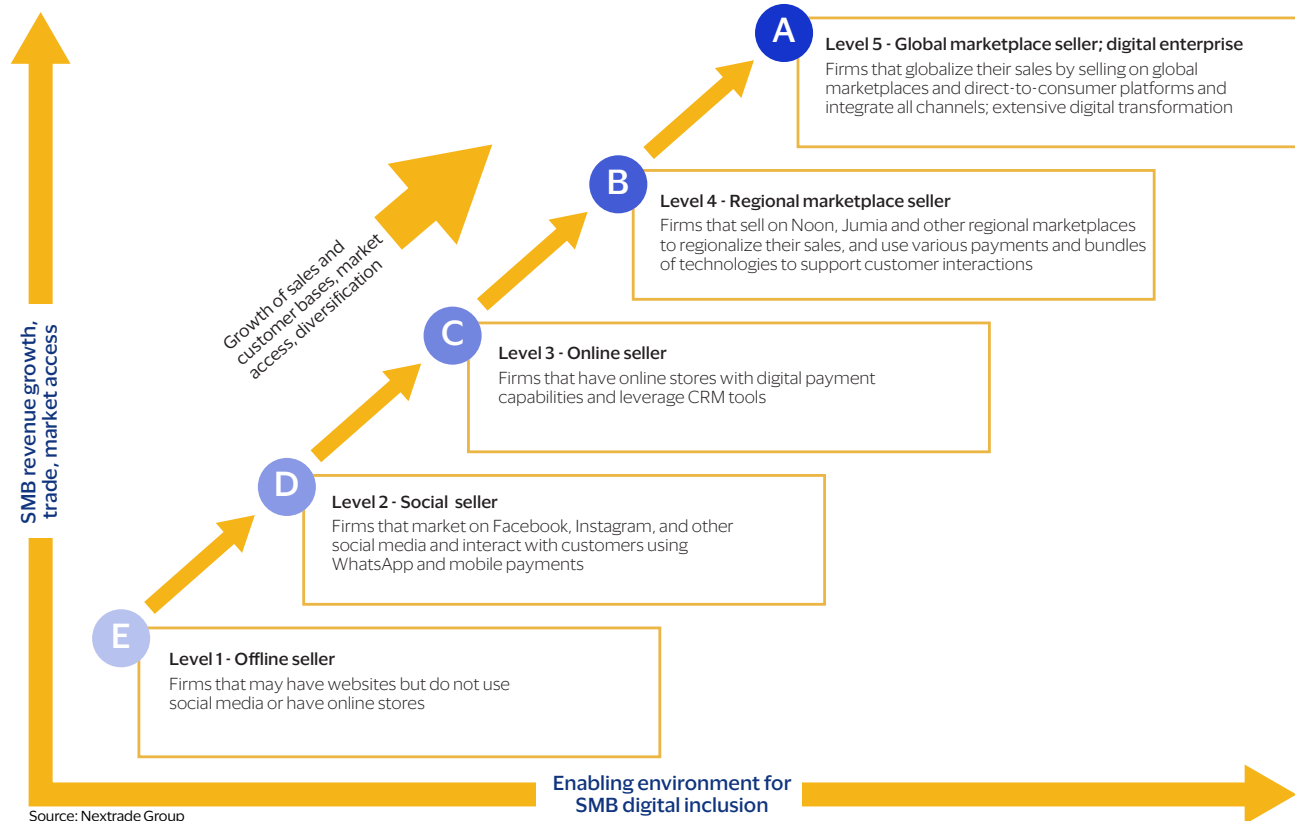 A
Level 5 - Global marketplace seller; digital enterprise
Firms that globalize their sales by selling on global
marketplaces and direct-to-consumer platforms and
integrate all channels; extensive digital transformation
B
Level 4 - Regional marketplace seller
Firms that sell on Noon, Jumia and other regional marketplaces
to regionalize their sales, and use various payments and bundles
of technologies to support customer interactions
Growth of sales and
customer bases, market
access, diversification
C
Level 3 - Online seller
Firms that have online stores with digital payment
capabilities and leverage CRM tools
SMB revenue growth,
trade, market access
D
Level 2 - Social seller
Firms that market on Facebook, Instagram, and other
social media and interact with customers using
WhatsApp and mobile payments
E
Level 1 - Offline seller
Firms that may have websites but do not use
social media or have online stores
Enabling environment for
SMB digital inclusion
Source: Nextrade Group